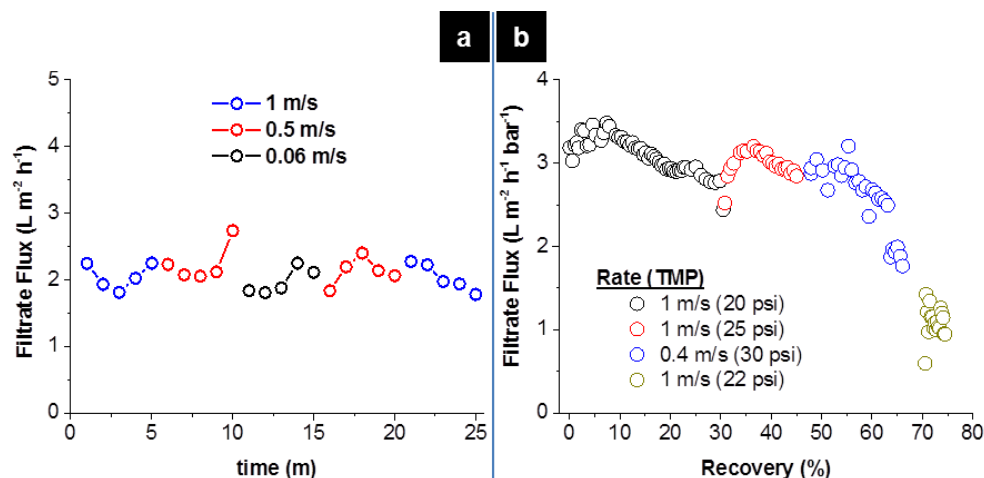 a
b
Filtrate Flux (L m⁻² h⁻¹)
5
4
3
2
1
0
1 m/s
0.5 m/s
0.06 m/s
0 5 10 15 20 25
time (m)
Filtrate Flux (L m⁻² h⁻¹ bar⁻¹)
4
3
2
1
0
Rate (TMP)
1 m/s (20 psi)
1 m/s (25 psi)
0.4 m/s (30 psi)
1 m/s (22 psi)
0 10 20 30 40 50 60 70 80
Recovery (%)